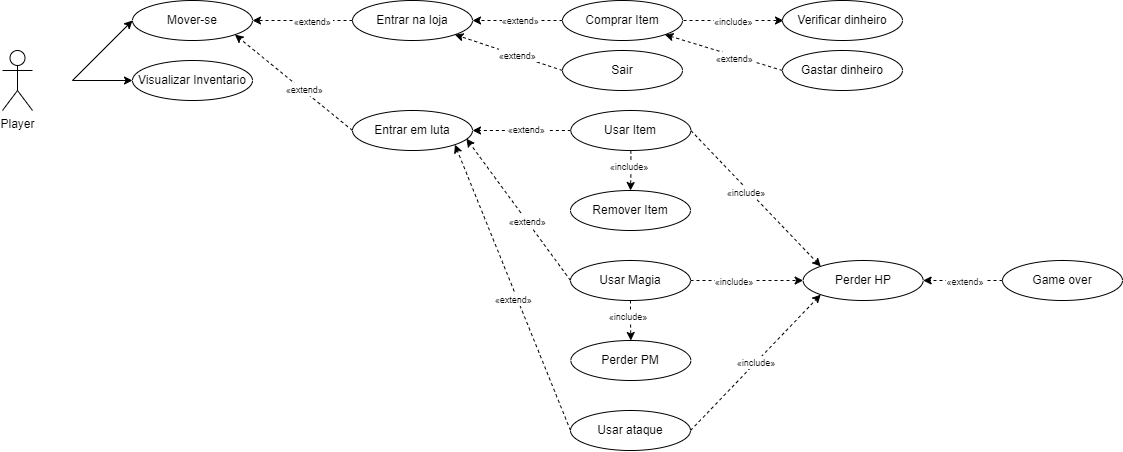 Mover-se
«extend»
Entrar na loja
«extend»
Comprar Item
«include»
Verificar dinheiro
«extend»
«extend»
Sair
Gastar dinheiro
Visualizar Inventario
Player
«extend»
Entrar em luta
«extend»
Usar Item
«include»
«include»
Remover Item
«extend»
Usar Magia
«include»
Perder HP
«extend»
Game over
«extend»
«include»
Perder PM
«include»
Usar ataque